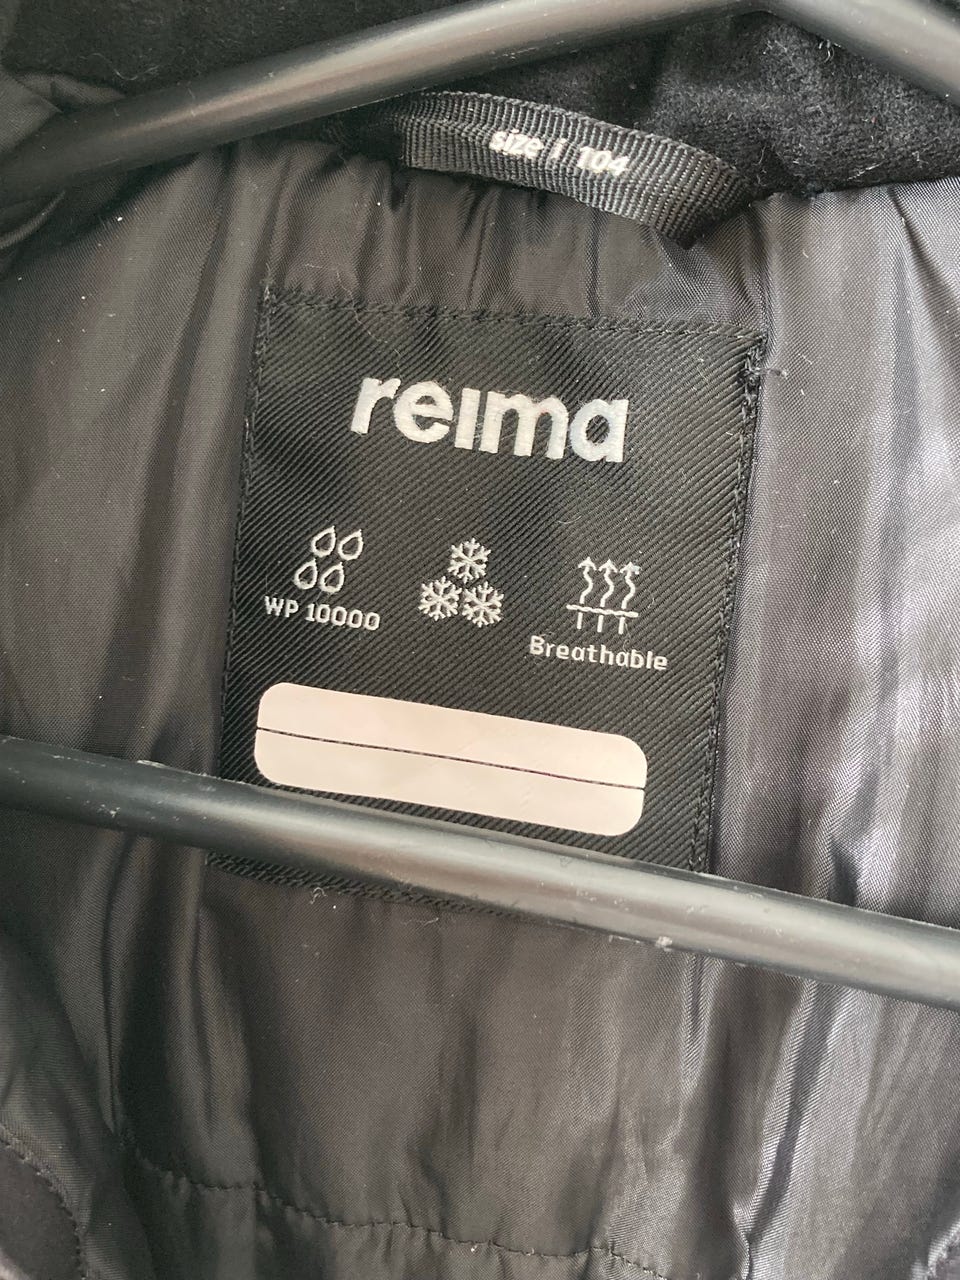 size / 104
reima
WP 10000
Breathable